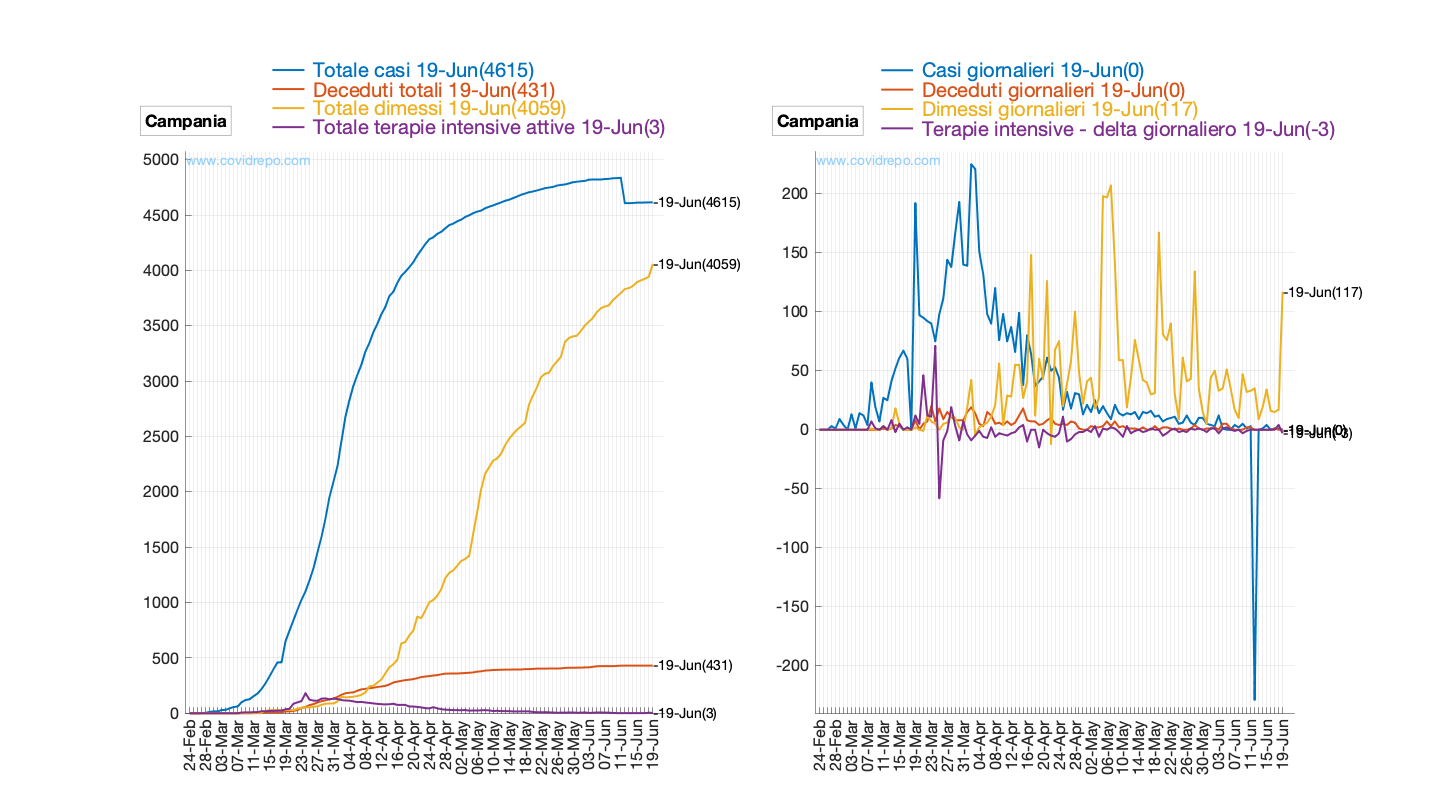 Totale casi 19-Jun(4615)
Deceduti totali 19-Jun(431)
Totale dimessi 19-Jun(4059)
Totale terapie intensive attive 19-Jun(3)
Campania
www.covidrepo.com
5000
4500
4000
3500
3000
2500
2000
1500
1000
500
0
19-Jun(4615)
19-Jun(4059)
19-Jun(431)
19-Jun(3)
24-Feb
28-Feb
03-Mar
07-Mar
11-Mar
15-Mar
19-Mar
23-Mar
27-Mar
31-Mar
04-Apr
08-Apr
12-Apr
16-Apr
20-Apr
24-Apr
28-Apr
02-May
06-May
10-May
14-May
18-May
22-May
26-May
30-May
03-Jun
07-Jun
11-Jun
15-Jun
19-Jun
Casi giornalieri 19-Jun(0)
Deceduti giornalieri 19-Jun(0)
Dimessi giornalieri 19-Jun(117)
Terapie intensive - delta giornaliero 19-Jun(-3)
Campania
www.covidrepo.com
200
150
100
50
0
-50
-100
-150
-200
19-Jun(117)
19-Jun(0)
19-Jun(-3)
24-Feb
28-Feb
03-Mar
07-Mar
11-Mar
15-Mar
19-Mar
23-Mar
27-Mar
31-Mar
04-Apr
08-Apr
12-Apr
16-Apr
20-Apr
24-Apr
28-Apr
02-May
06-May
10-May
14-May
18-May
22-May
26-May
30-May
03-Jun
07-Jun
11-Jun
15-Jun
19-Jun